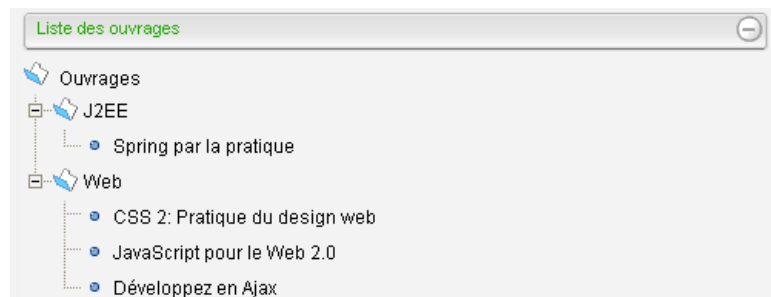 Liste des ouvrages
Ouvrages
J2EE
Spring par la pratique
Web
CSS 2: Pratique du design web
JavaScript pour le Web 2.0
Développez en Ajax